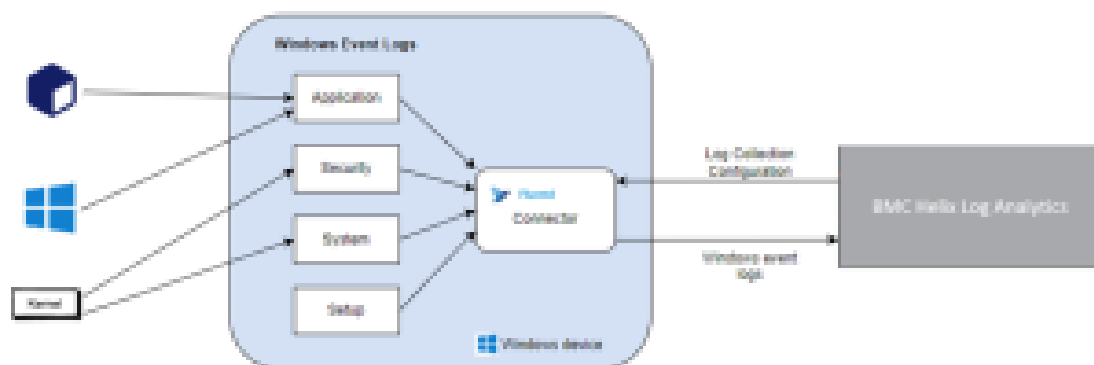 Windows Event Logs
Application
Security
System
Setup
Kernel
fluentd
Connector
Log Collection
Configuration
Windows event
logs
BMC Helix Log Analytics
Windows device